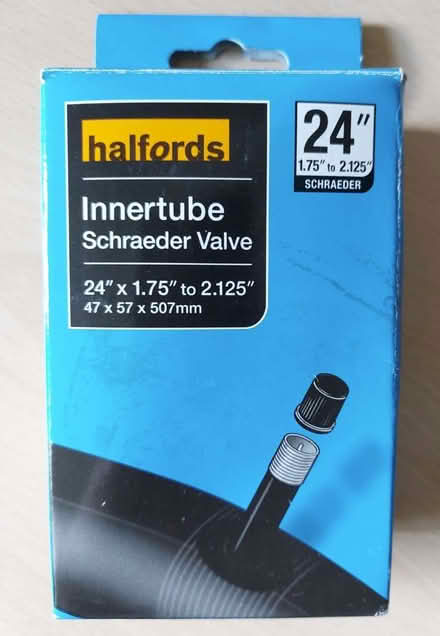 halfords
Innertube
Schraeder Valve
24" x 1.75" to 2.125"
47 x 57 x 507mm
24"
1.75" to 2.125"
SCHRAEDER